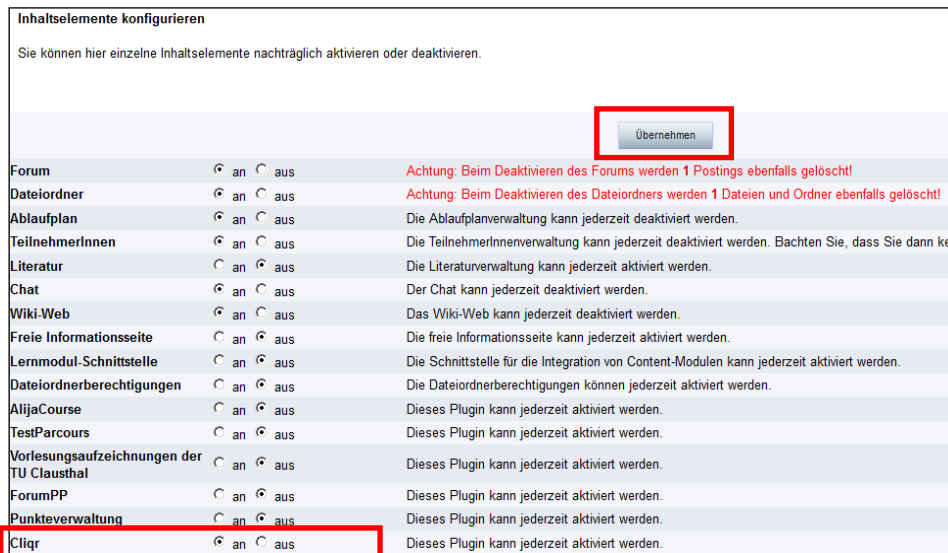 Inhaltselemente konfigurieren
Sie können hier einzelne Inhaltselemente nachträglich aktivieren oder deaktivieren.
Übernehmen
Forum an aus Achtung: Beim Deaktivieren des Forums werden 1 Postings ebenfalls gelöscht!
Dateiordner an aus Achtung: Beim Deaktivieren des Dateiordners werden 1 Dateien und Ordner ebenfalls gelöscht!
Ablaufplan an aus Die Ablaufplanverwaltung kann jederzeit deaktiviert werden.
TeilnehmerInnen an aus Die TeilnehmerInnenverwaltung kann jederzeit deaktiviert werden. Bachten Sie, dass Sie dann ke
Literatur an aus Die Literaturverwaltung kann jederzeit aktiviert werden.
Chat an aus Der Chat kann jederzeit deaktiviert werden.
Wiki-Web an aus Das Wiki-Web kann jederzeit deaktiviert werden.
Freie Informationsseite an aus Die freie Informationsseite kann jederzeit aktiviert werden.
Lernmodul-Schnittstelle an aus Die Schnittstelle für die Integration von Content-Modulen kann jederzeit aktiviert werden.
Dateiordnerberechtigungen an aus Die Dateiordnerberechtigungen können jederzeit aktiviert werden.
AlijaCourse an aus Dieses Plugin kann jederzeit aktiviert werden.
TestParcours an aus Dieses Plugin kann jederzeit aktiviert werden.
Vorlesungsaufzeichnungen der
TU Clausthal an aus Dieses Plugin kann jederzeit aktiviert werden.
ForumPP an aus Dieses Plugin kann jederzeit aktiviert werden.
Punkteverwaltung an aus Dieses Plugin kann jederzeit aktiviert werden.
Cliqr an aus Dieses Plugin kann jederzeit aktiviert werden.